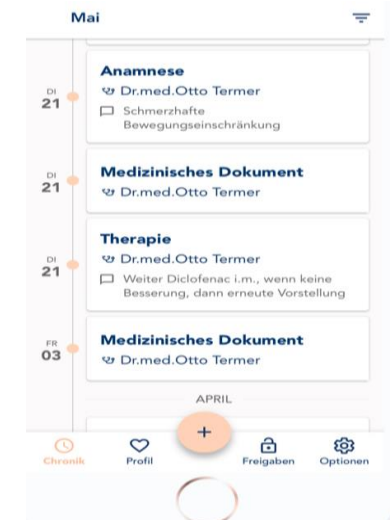 Mai
Anamnese
DI
21
Dr.med.Otto Termer
Schmerzhafte
Bewegungseinschränkung
Medizinisches Dokument
DI
21
Dr.med.Otto Termer
Therapie
Dr.med.Otto Termer
DI
21
Weiter Diclofenac i.m., wenn keine
Besserung, dann erneute Vorstellung
Medizinisches Dokument
FR
03
Dr.med.Otto Termer
APRIL
+
Chronik
Profil
Freigaben
Optionen